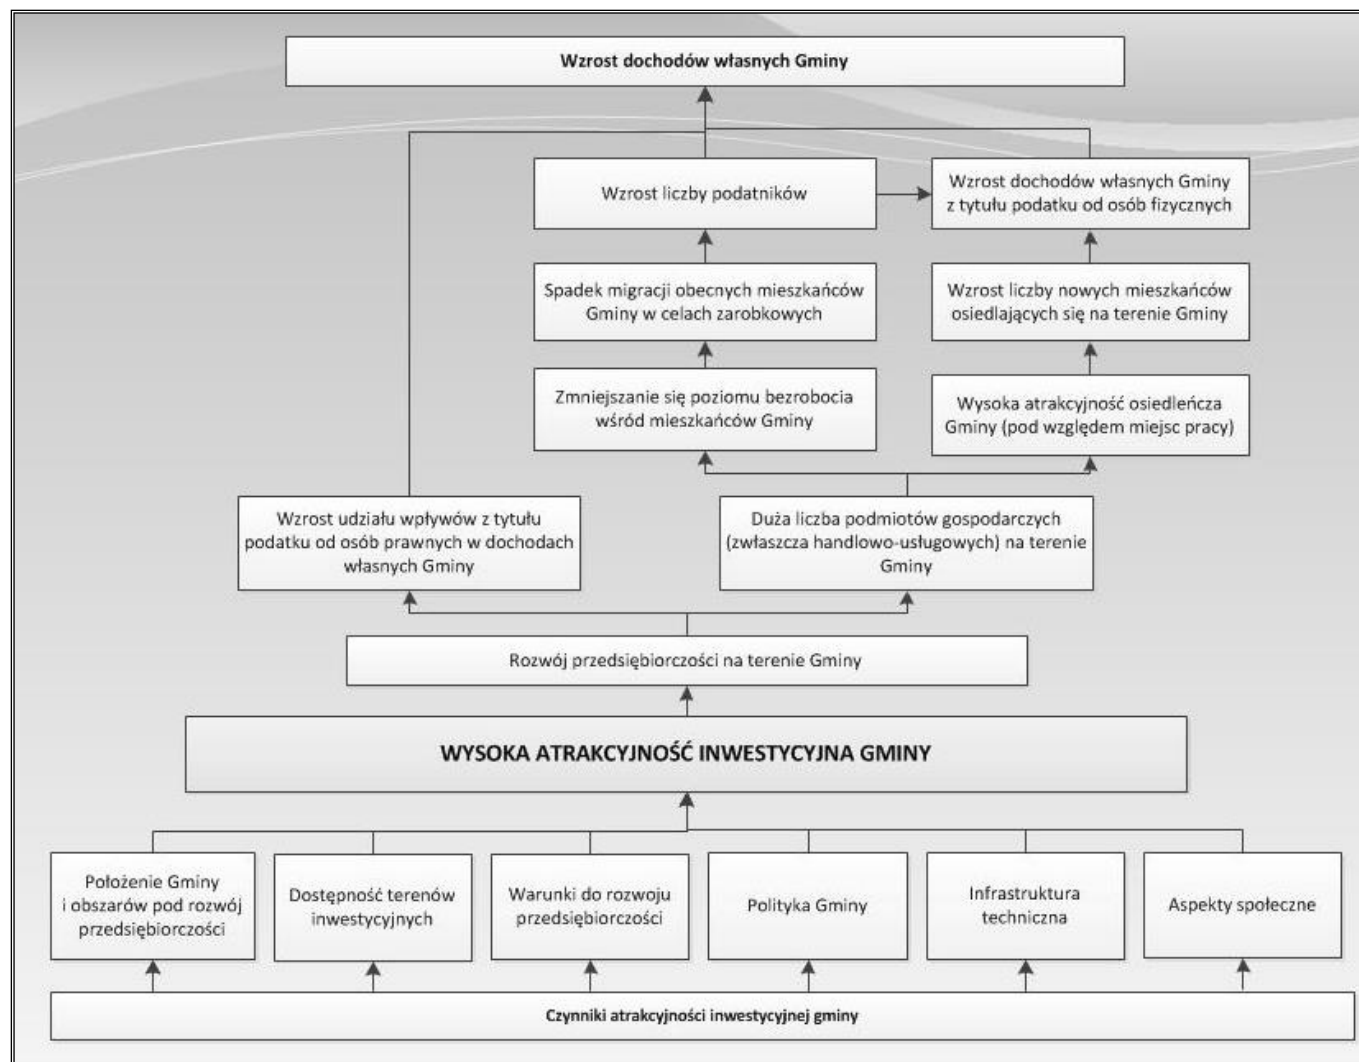 Wzrost dochodów własnych Gminy
Wzrost liczby podatników
Wzrost dochodów własnych Gminy
z tytułu podatku od osób fizycznych
Spadek migracji obecnych mieszkańców
Gminy w celach zarobkowych
Wzrost liczby nowych mieszkańców
osiedlających się na terenie Gminy
Zmniejszanie się poziomu bezrobocia
wśród mieszkańców Gminy
Wysoka atrakcyjność osiedleńcza
Gminy (pod względem miejsc pracy)
Wzrost udziału wpływów z tytułu
podatku od osób prawnych w dochodach
własnych Gminy
Duża liczba podmiotów gospodarczych
(zwłaszcza handlowo-usługowych) na terenie
Gminy
Rozwój przedsiębiorczości na terenie Gminy
WYSOKA ATRAKCYJNOŚĆ INWESTYCYJNA GMINY
Położenie Gminy
i obszarów pod rozwój
przedsiębiorczości
Dostępność terenów
inwestycyjnych
Warunki do rozwoju
przedsiębiorczości
Polityka Gminy
Infrastruktura
techniczna
Aspekty społeczne
Czynniki atrakcyjności inwestycyjnej gminy